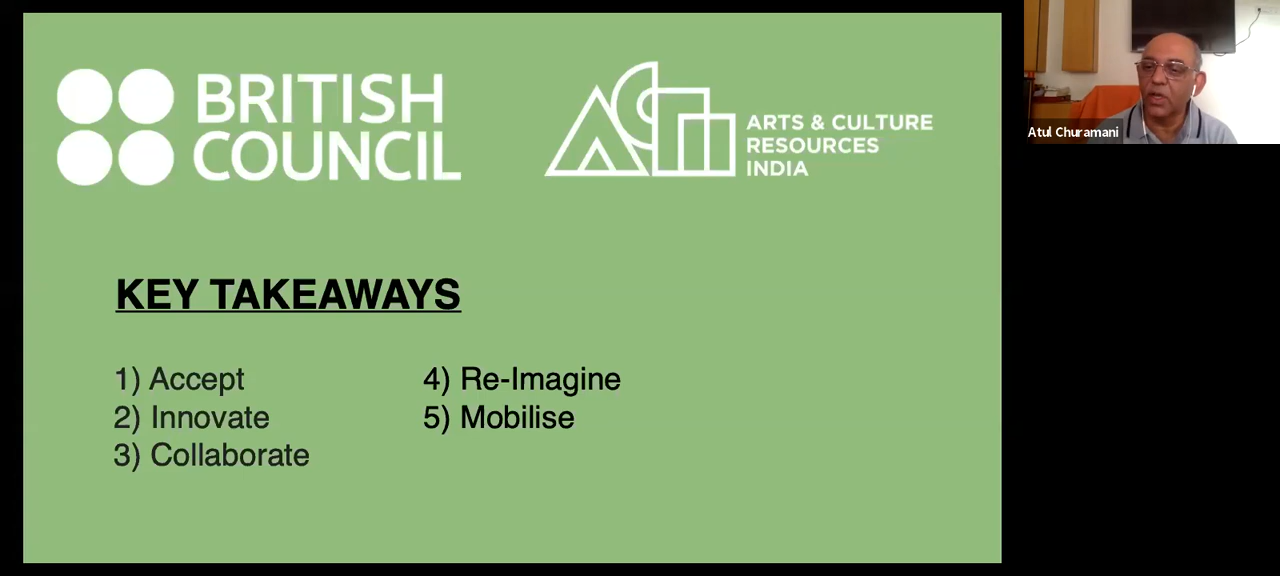 BRITISH
COUNCIL
ARTS & CULTURE
RESOURCES
INDIA
Atul Churamani
KEY TAKEAWAYS
1) Accept
2) Innovate
3) Collaborate
4) Re-Imagine
5) Mobilise